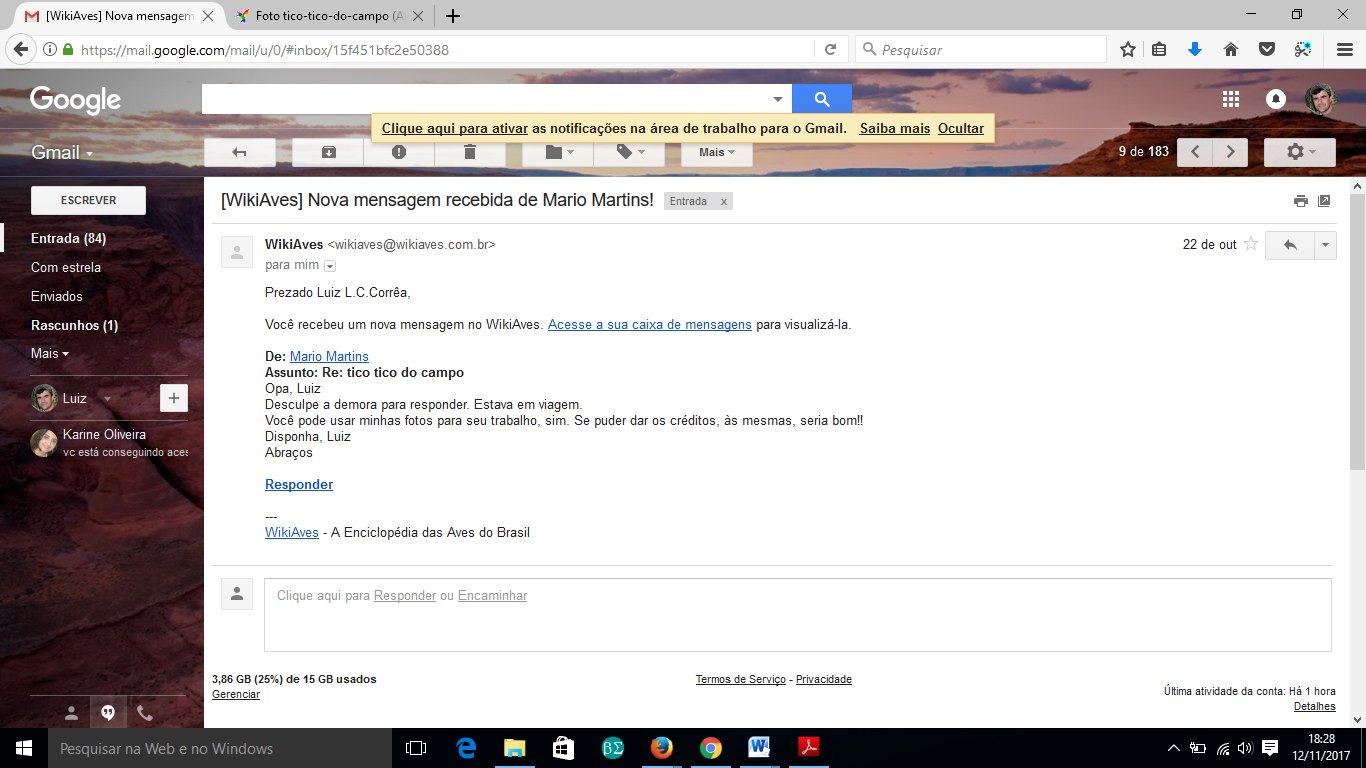 [WikiAves] Nova mensagem
Foto tico-tico-do-campo (A
https://mail.google.com/mail/u/0/#inbox/15f451bfc2e50388
Pesquisar
Google
Clique aqui para ativar as notificações na área de trabalho para o Gmail. Saiba mais Ocultar
Gmail
Mais
9 de 183
ESCREVER
Entrada (84)
Com estrela
Enviados
Rascunhos (1)
Mais
Luiz
Karine Oliveira
vc está conseguindo aces
[WikiAves] Nova mensagem recebida de Mario Martins!
Entrada x
WikiAves <wikiaves@wikiaves.com.br>
22 de out
para mim
Prezado Luiz L.C.Corrêa,
Você recebeu um nova mensagem no WikiAves. Acesse a sua caixa de mensagens para visualizá-la.
De: Mario Martins
Assunto: Re: tico tico do campo
Opa, Luiz
Desculpe a demora para responder. Estava em viagem.
Você pode usar minhas fotos para seu trabalho, sim. Se puder dar os créditos, às mesmas, seria bom!!
Disponha, Luiz
Abraços
Responder
---
WikiAves - A Enciclopédia das Aves do Brasil
Clique aqui para Responder ou Encaminhar
3,86 GB (25%) de 15 GB usados
Gerenciar
Termos de Serviço - Privacidade
Última atividade da conta: Há 1 hora
Detalhes
Pesquisar na Web e no Windows
18:28
12/11/2017